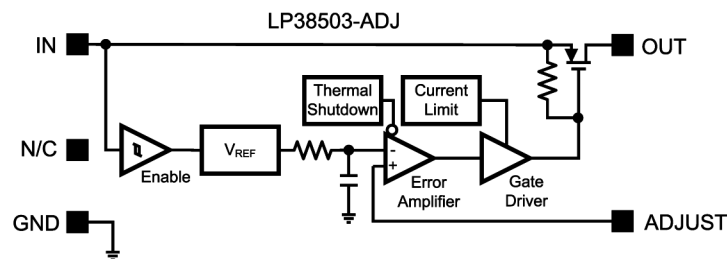 LP38503-ADJ
IN
OUT
Thermal
Shutdown
Current
Limit
N/C
VREF
-
+
Enable
Error
Amplifier
Gate
Driver
GND
ADJUST